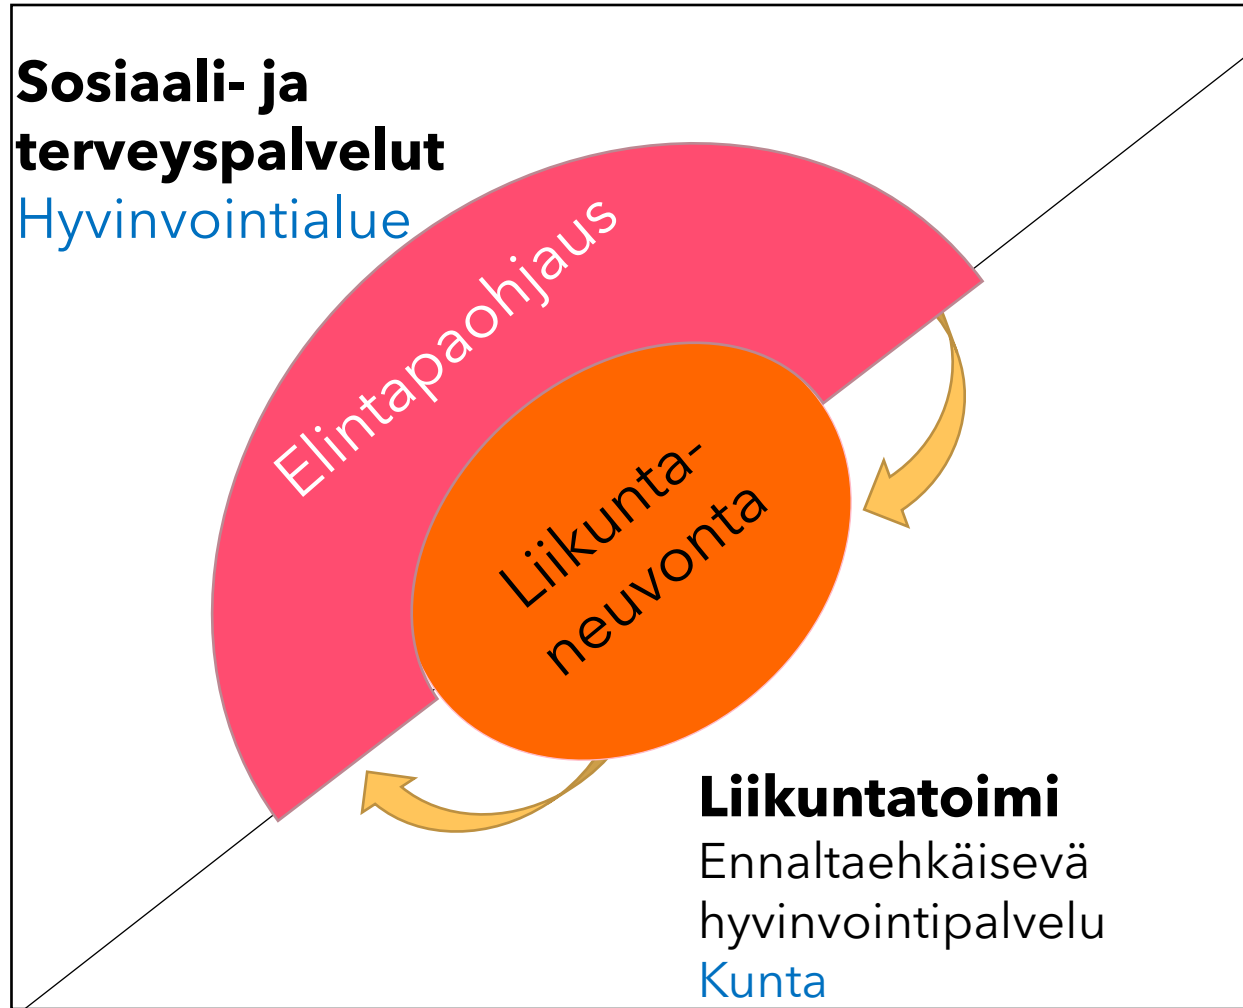 Sosiaali- ja
terveyspalvelut
Hyvinvointialue
Elintapaohjaus
Liikunta-
neuvonta
Liikuntatoimi
Ennaltaehkäisevä
hyvinvointipalvelu
Kunta